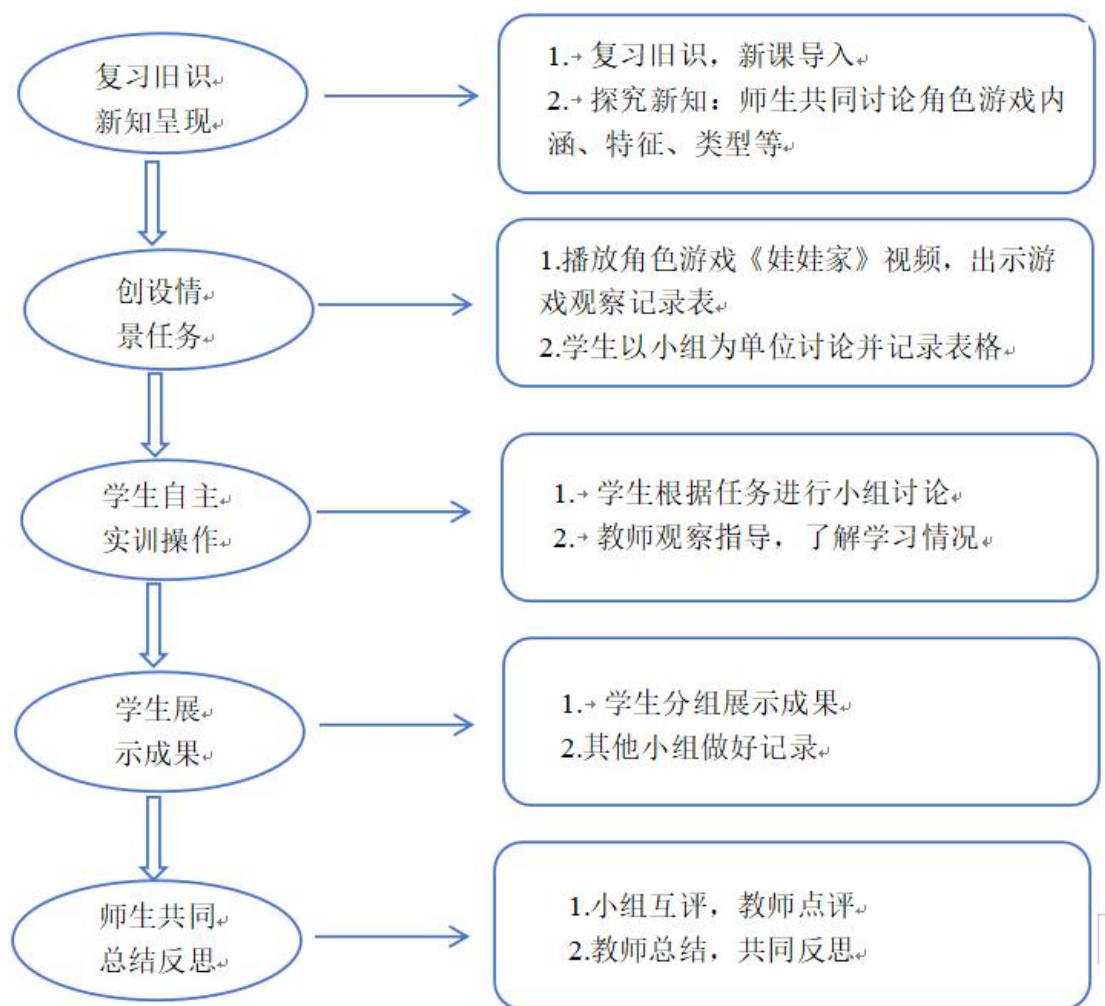 复习旧识
新知呈现
1. 复习旧识，新课导入
2. 探究新知：师生共同讨论角色游戏内
涵、特征、类型等
创设情
景任务
1.播放角色游戏《娃娃家》视频，出示游
戏观察记录表
2.学生以小组为单位讨论并记录表格
学生自主
实训操作
1. 学生根据任务进行小组讨论
2. 教师观察指导，了解学习情况
学生展
示成果
1. 学生分组展示成果
2.其他小组做好记录
师生共同
总结反思
1.小组互评，教师点评
2.教师总结，共同反思